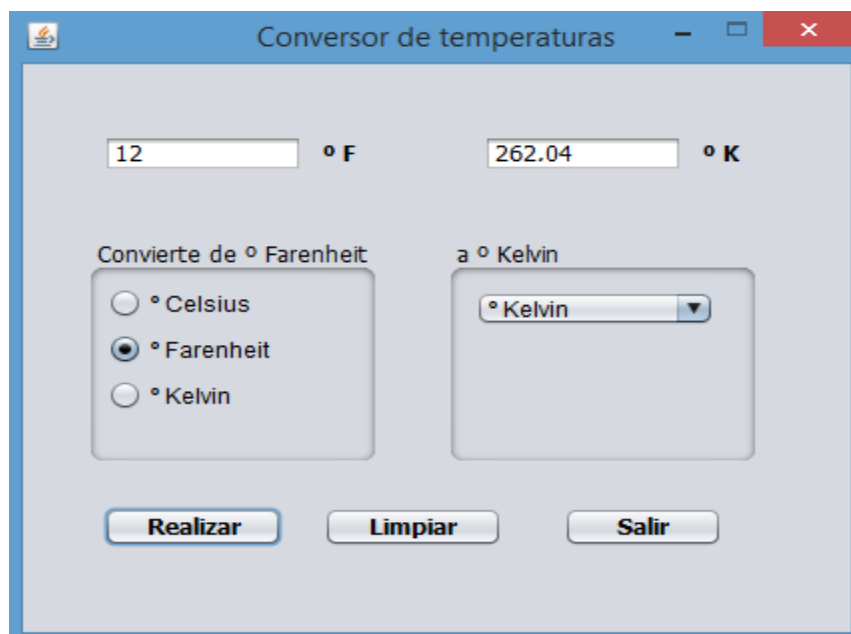 Conversor de temperaturas
12 º F 262.04 º K
Convierte de º Farenheit a º Kelvin
º Celsius º Kelvin
º Farenheit
º Kelvin
Realizar Limpiar Salir